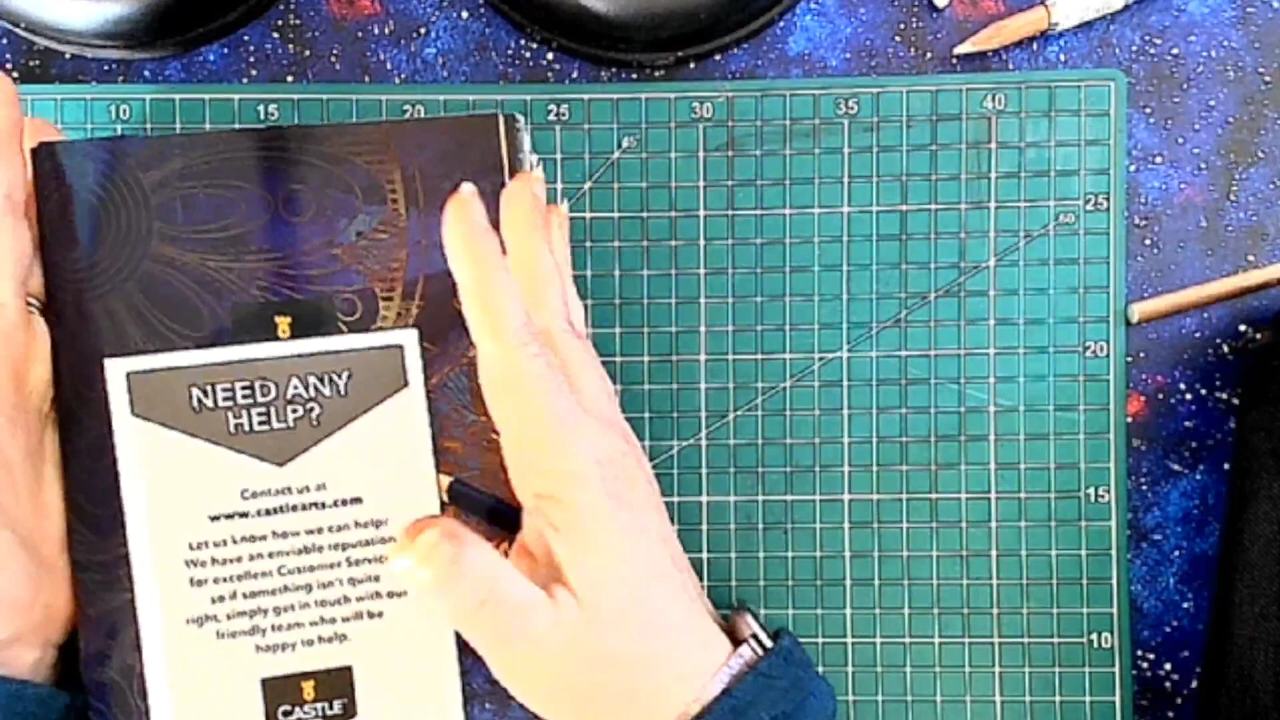 10 15 20 25 30 35 40
45
25
60
20
15
10
NEED ANY
HELP?
Contact us at
www.castlearts.com
Let us know how we can help!
We have an enviable reputation
for excellent Customer Service
so if something isn't quite
right, simply get in touch with our
friendly team who will be
happy to help.
CASTLE